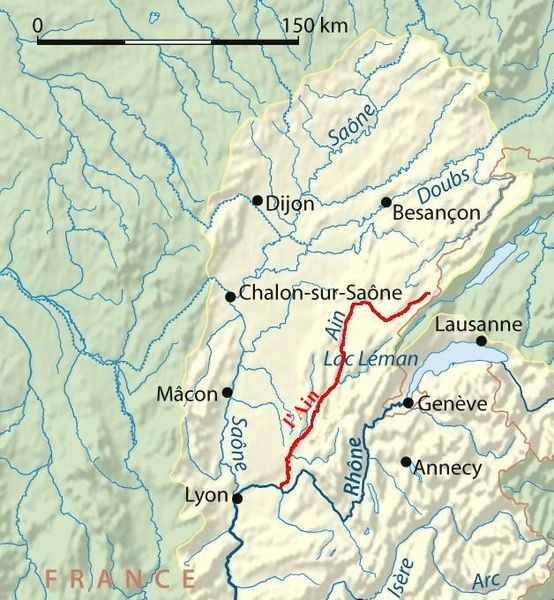 0 150 km
Saône
Doubs
Dijon
Besançon
Chalon-sur-Saône
Ain
Lausanne
Lac Léman
Mâcon
l'Ain
Genève
Saône
Rhône
Annecy
Lyon
FRANCE
Isère
Arc